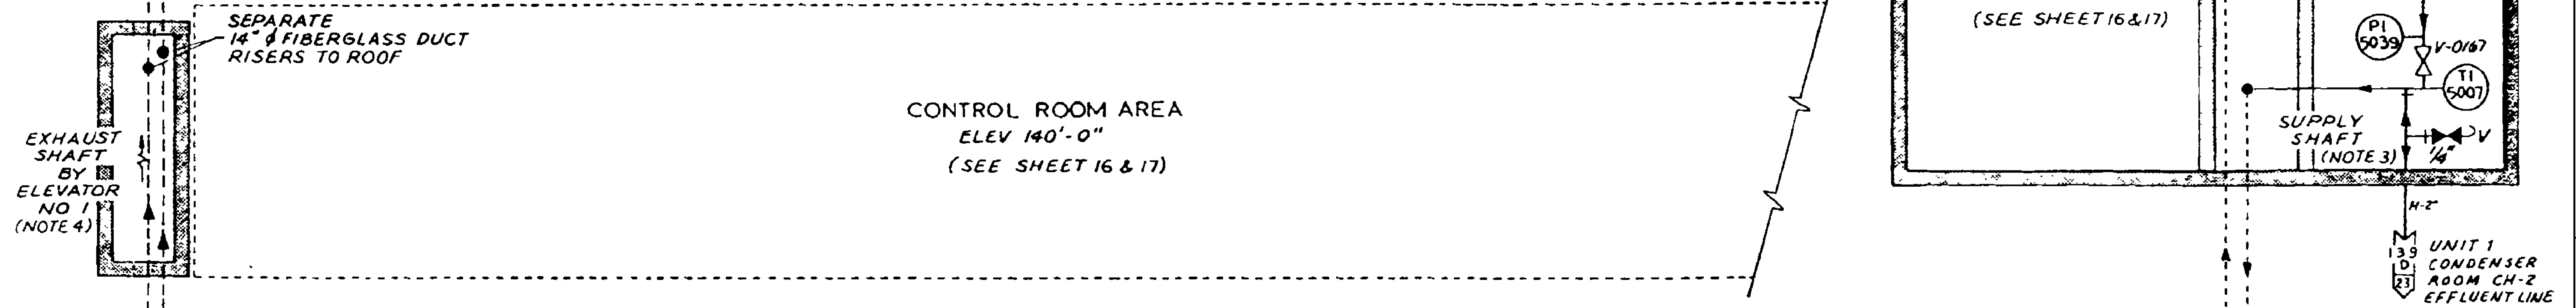 SEPARATE
14" φ FIBERGLASS DUCT
RISERS TO ROOF
EXHAUST
SHAFT
BY
ELEVATOR
NO 1
(NOTE 4)
CONTROL ROOM AREA
ELEV 140'-0"
(SEE SHEET 16 & 17)
(SEE SHEET 16 & 17)
PI
5039
V-0167
TI
5007
SUPPLY
SHAFT
(NOTE 3)
V
1/4"
H-2"
139
D
23
UNIT 1
CONDENSER
ROOM CH-2
EFFLUENT LINE